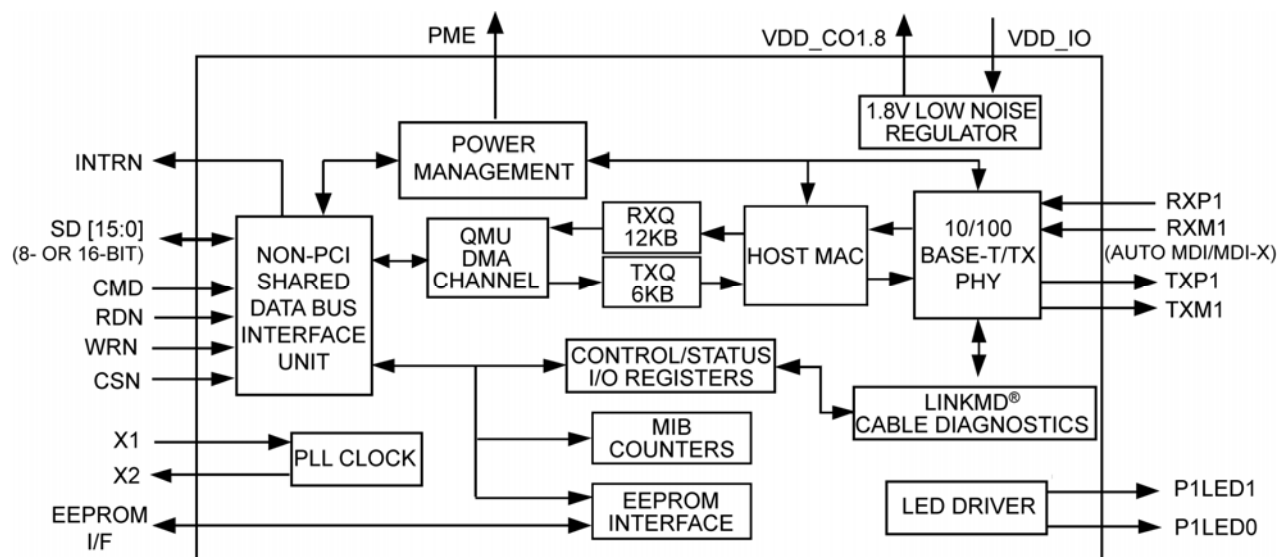 PME
VDD_CO1.8
VDD_IO
1.8V LOW NOISE
REGULATOR
POWER
MANAGEMENT
INTRN
SD [15:0]
(8- OR 16-BIT)
CMD
RDN
WRN
CSN
NON-PCI
SHARED
DATA BUS
INTERFACE
UNIT
QMU
DMA
CHANNEL
RXQ
12KB
TXQ
6KB
HOST MAC
10/100
BASE-T/TX
PHY
RXP1
RXM1
(AUTO MDI/MDI-X)
TXP1
TXM1
CONTROL/STATUS
I/O REGISTERS
LINKMD®
CABLE DIAGNOSTICS
MIB
COUNTERS
X1
X2
PLL CLOCK
EEPROM
I/F
EEPROM
INTERFACE
LED DRIVER
P1LED1
P1LED0